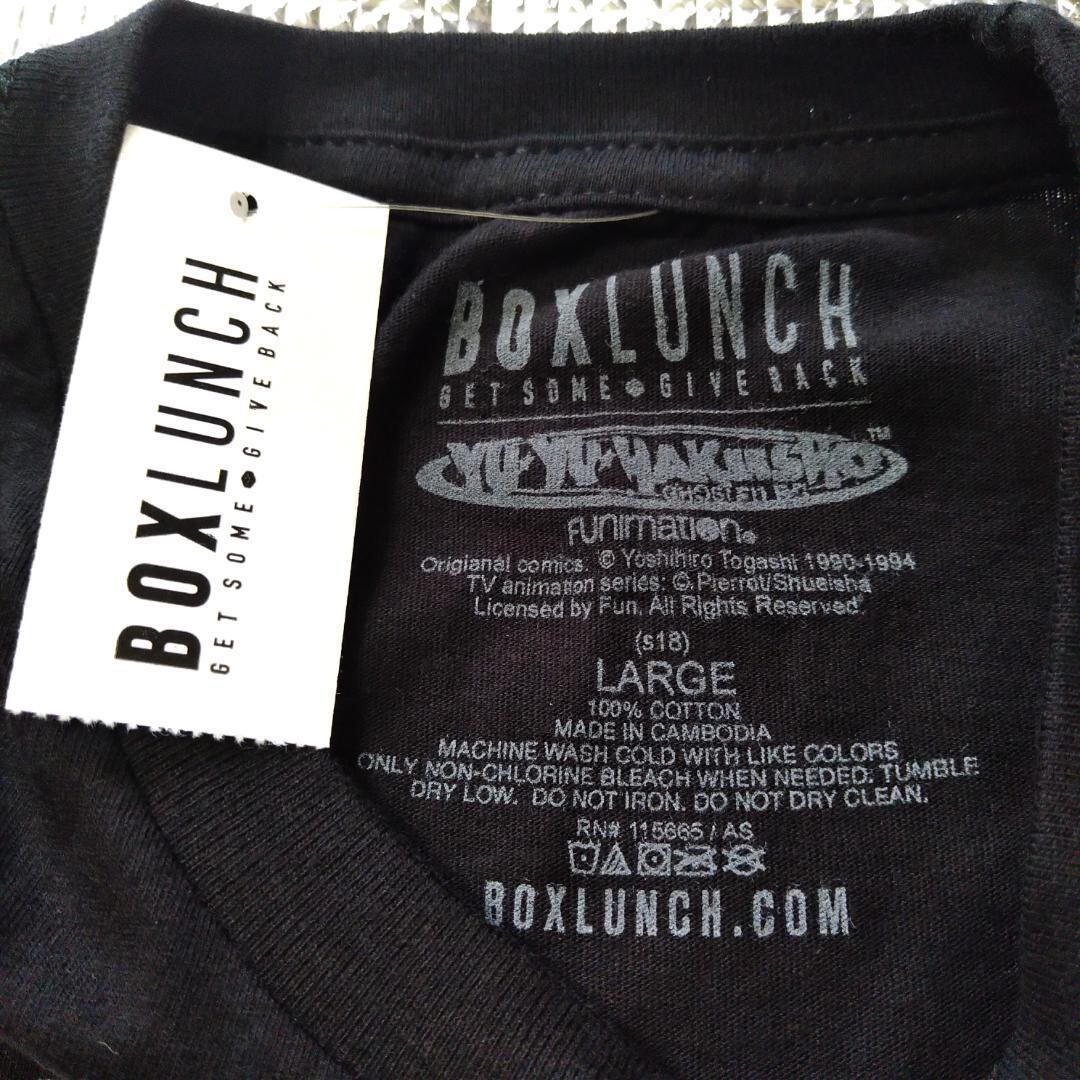 BOXLUNCH
GET SOME GIVE BACK
BOXLUNCH
GET SOME GIVE BACK
YU YU HAKUSHO TM
GHOST FILES
FUNIMATION®
Origianal comics: © Yoshihiro Togashi 1990-1994
TV animation series: © Pierrot/Shueisha
Licensed by Fun. All Rights Reserved.
(s18)
LARGE
100% COTTON
MADE IN CAMBODIA
MACHINE WASH COLD WITH LIKE COLORS
ONLY NON-CHLORINE BLEACH WHEN NEEDED. TUMBLE
DRY LOW. DO NOT IRON. DO NOT DRY CLEAN.
RN# 115665 / AS
BOXLUNCH.COM